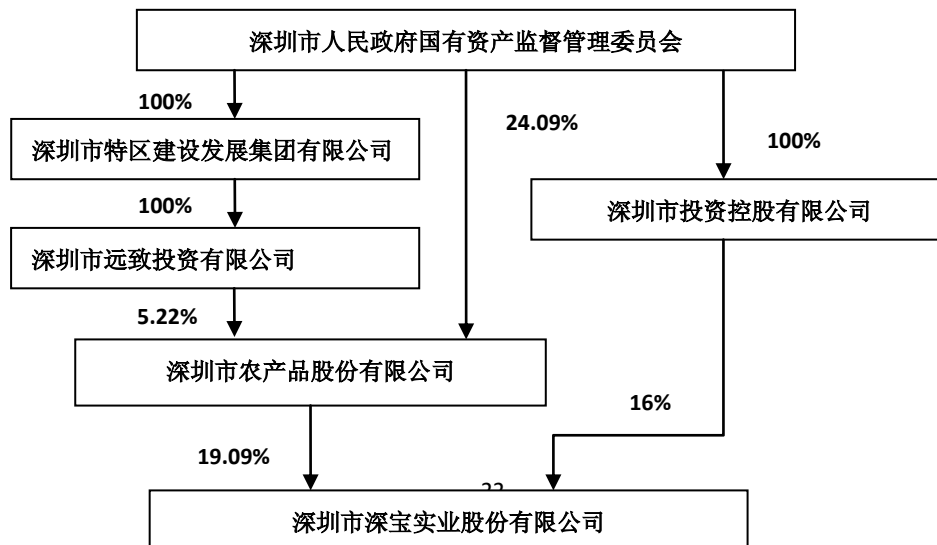 深圳市人民政府国有资产监督管理委员会
100%
24.09%
100%
深圳市特区建设发展集团有限公司
100%
深圳市投资控股有限公司
深圳市远致投资有限公司
5.22%
深圳市农产品股份有限公司
16%
19.09%
深圳市深宝实业股份有限公司